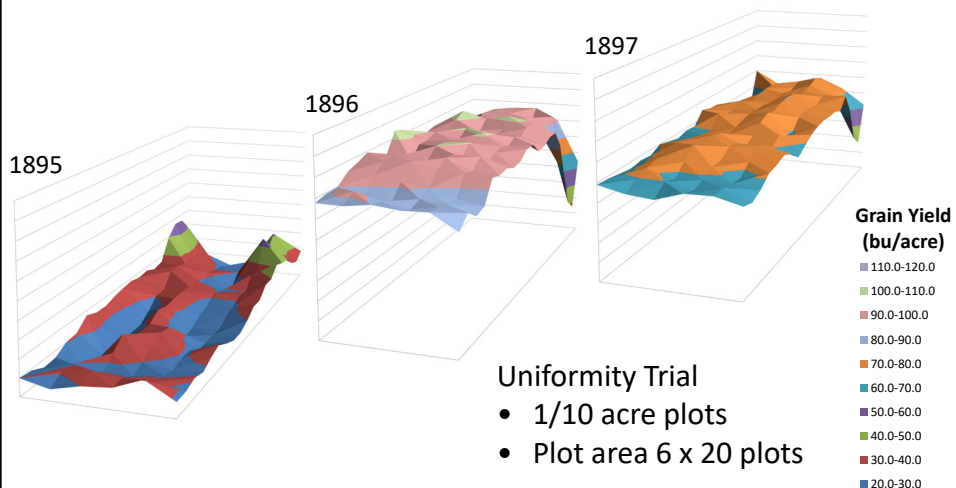 1895
1896
1897
Grain Yield
(bu/acre)
110.0-120.0
100.0-110.0
90.0-100.0
80.0-90.0
70.0-80.0
60.0-70.0
50.0-60.0
40.0-50.0
30.0-40.0
20.0-30.0
Uniformity Trial
• 1/10 acre plots
• Plot area 6 x 20 plots